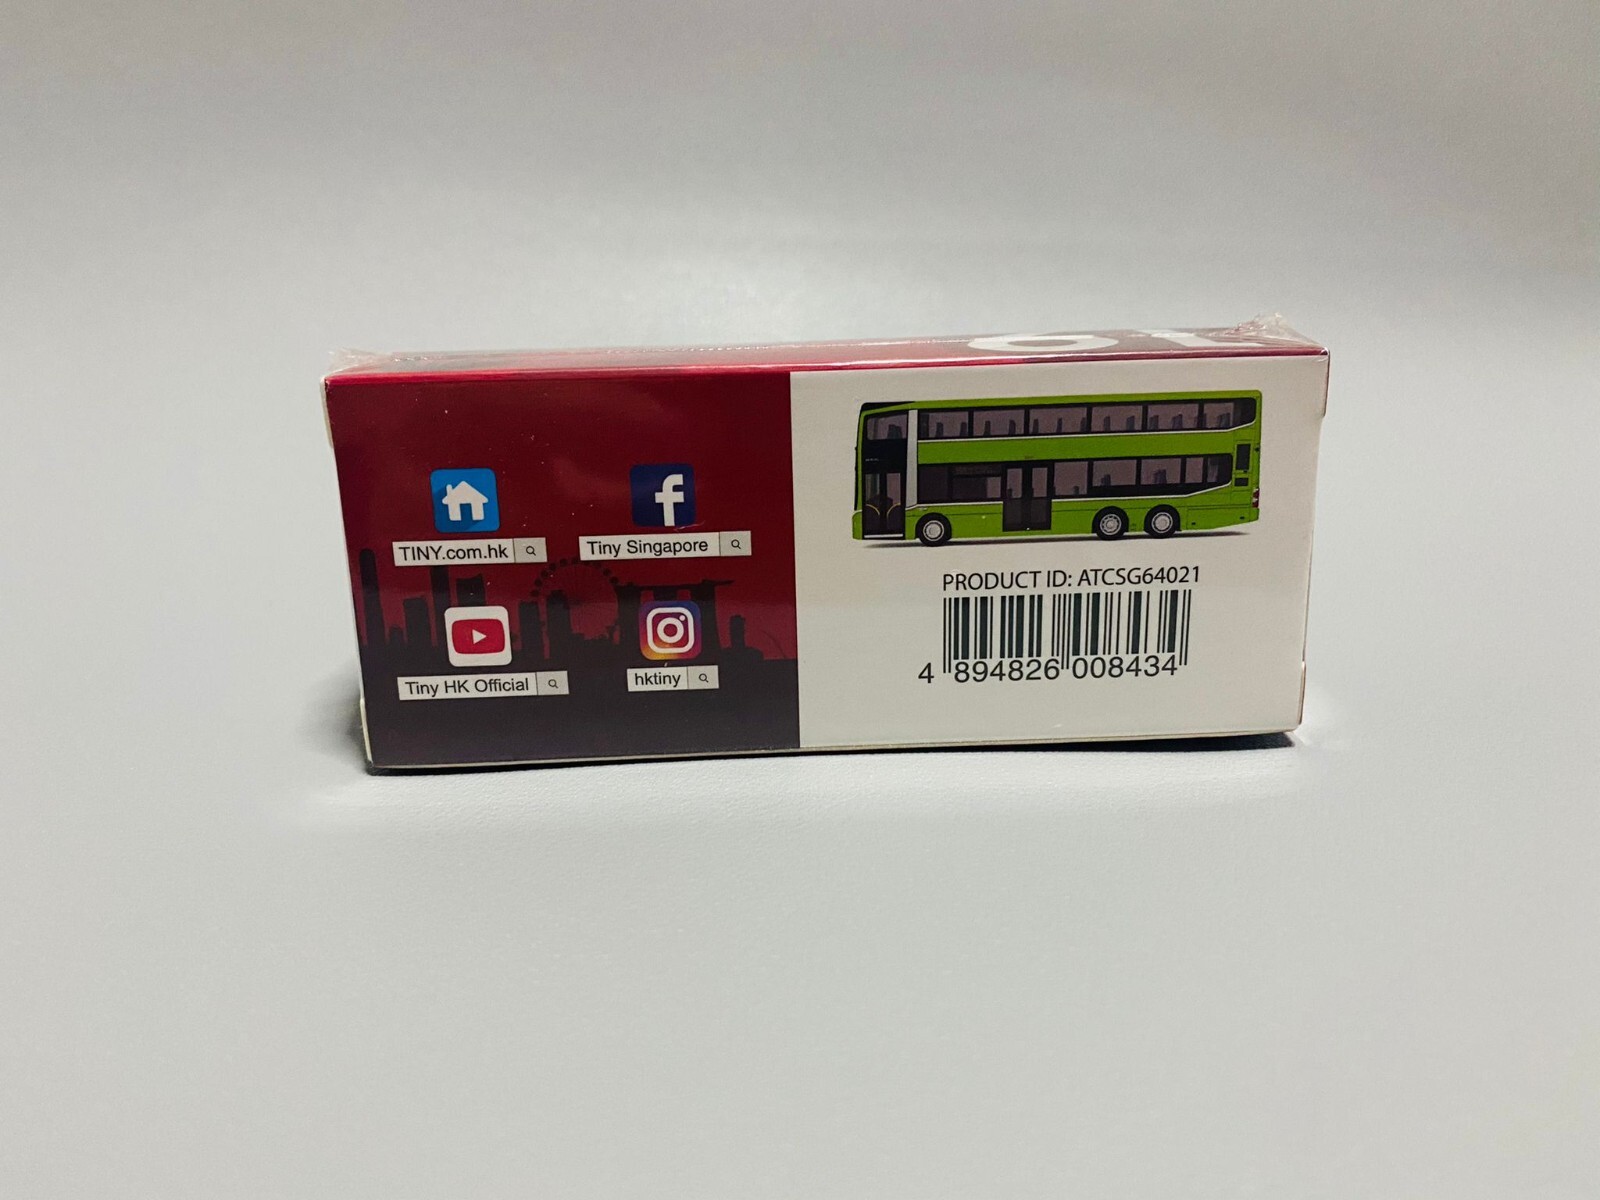 TINY.com.hk
Tiny Singapore
Tiny HK Official
hktiny
PRODUCT ID: ATCSG64021
4 894826 008434